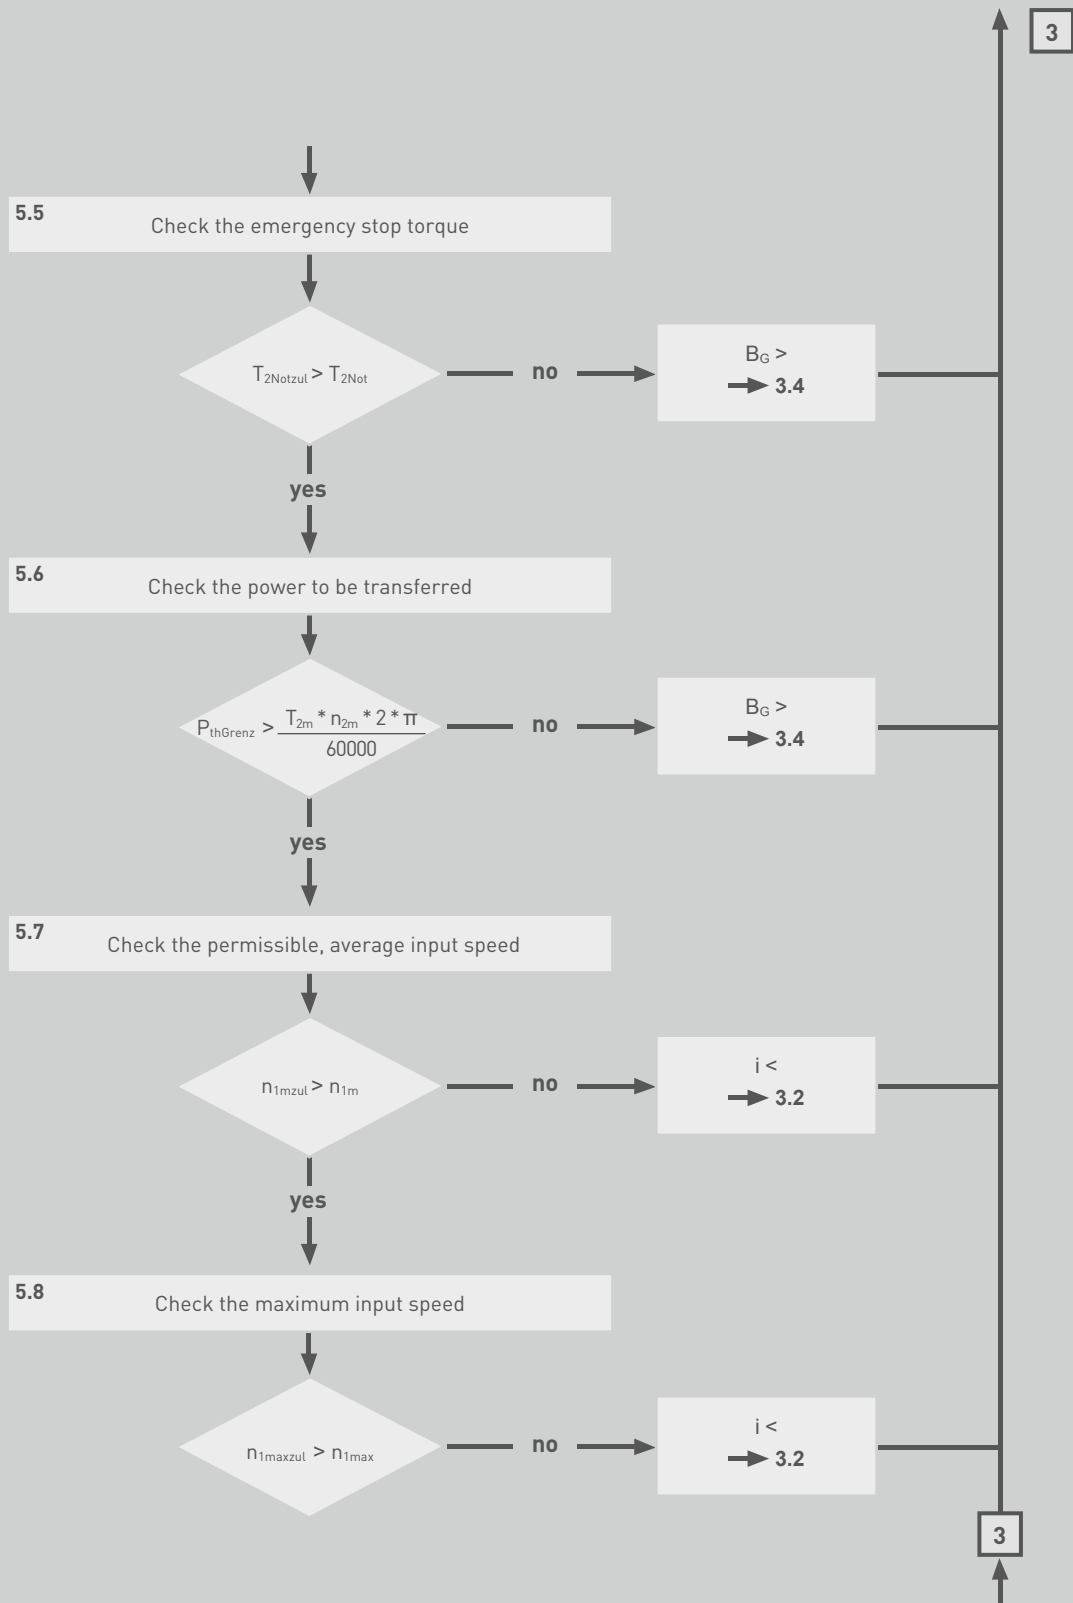 3
5.5
Check the emergency stop torque
T2Notzul > T2Not
no
BG >
3.4
yes
5.6
Check the power to be transferred
T2m * n2m * 2 * π
PthGrenz >
60000
no
BG >
3.4
yes
5.7
Check the permissible, average input speed
n1mzul > n1m
no
i <
3.2
yes
5.8
Check the maximum input speed
n1maxzul > n1max
no
i <
3.2
3